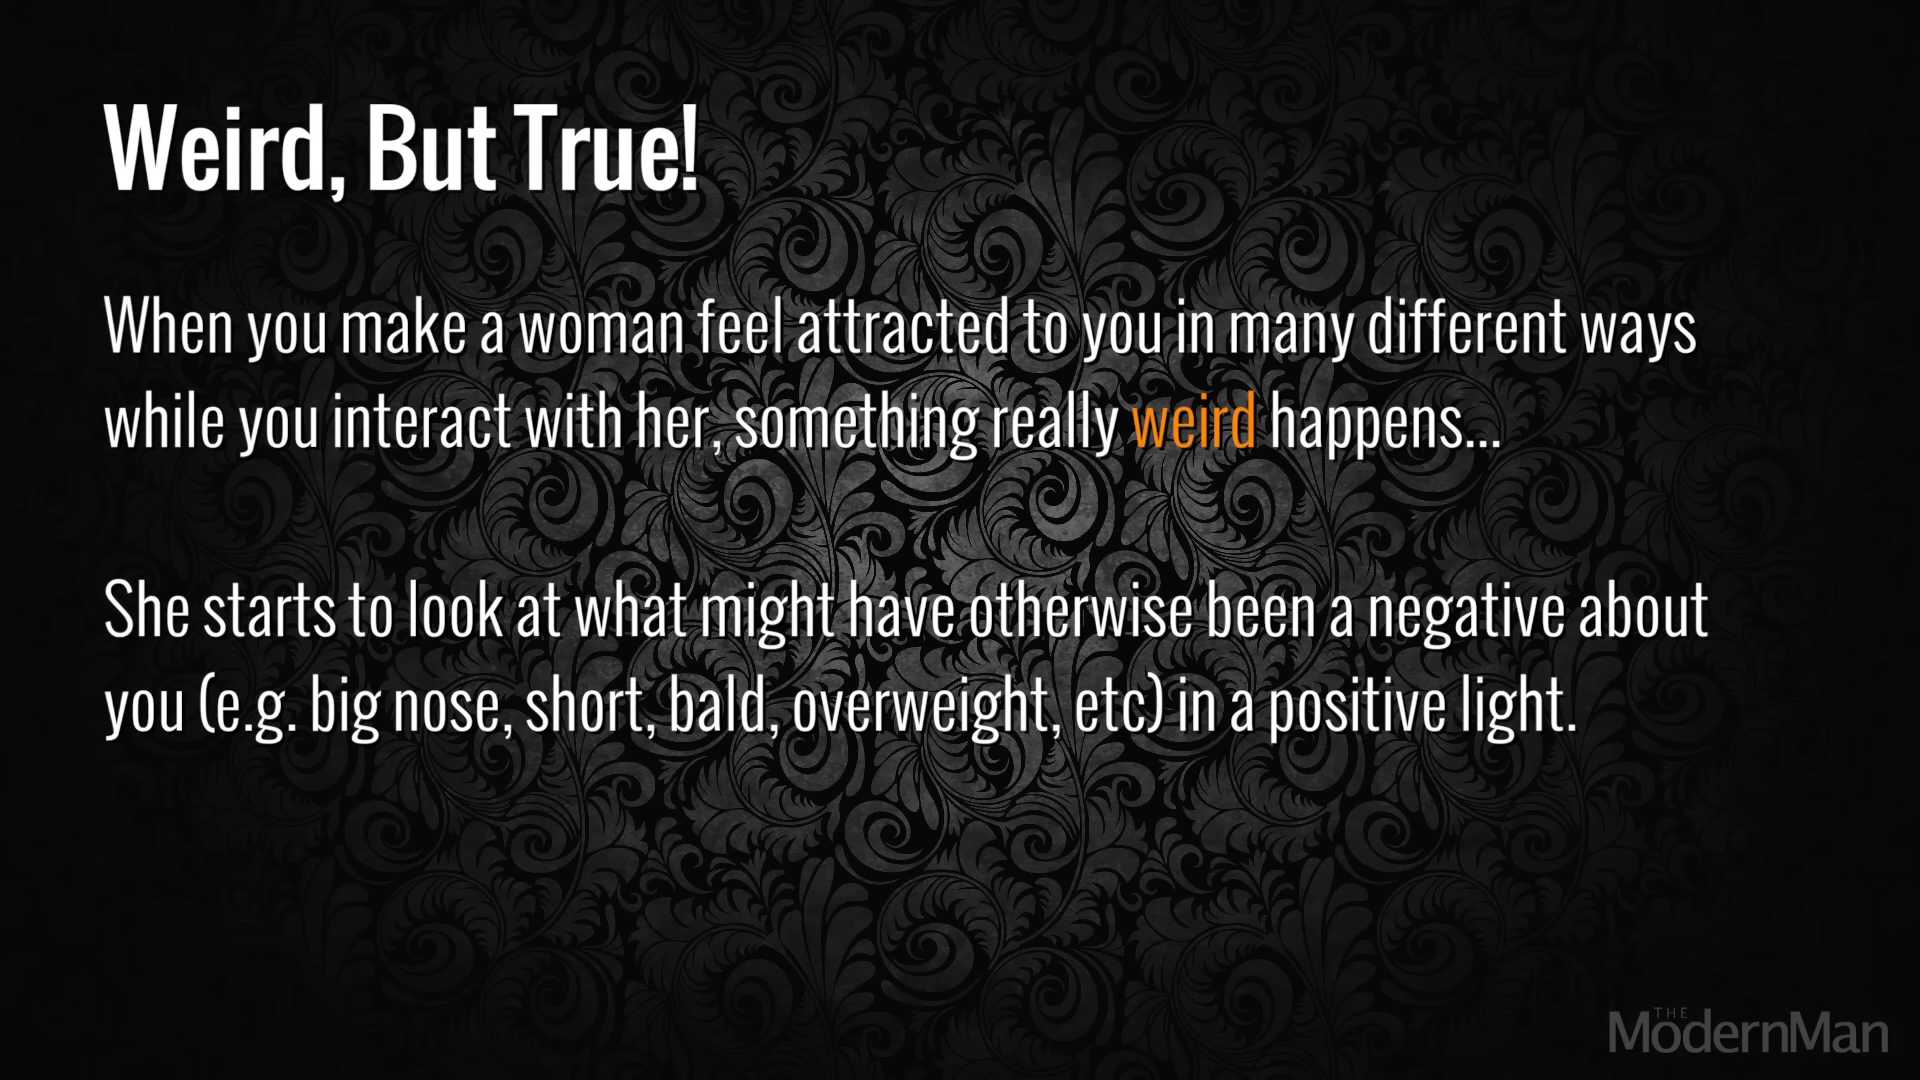 Weird, But True!
When you make a woman feel attracted to you in many different ways
while you interact with her, something really weird happens...
She starts to look at what might have otherwise been a negative about
you (e.g. big nose, short, bald, overweight, etc) in a positive light.
THE
ModernMan